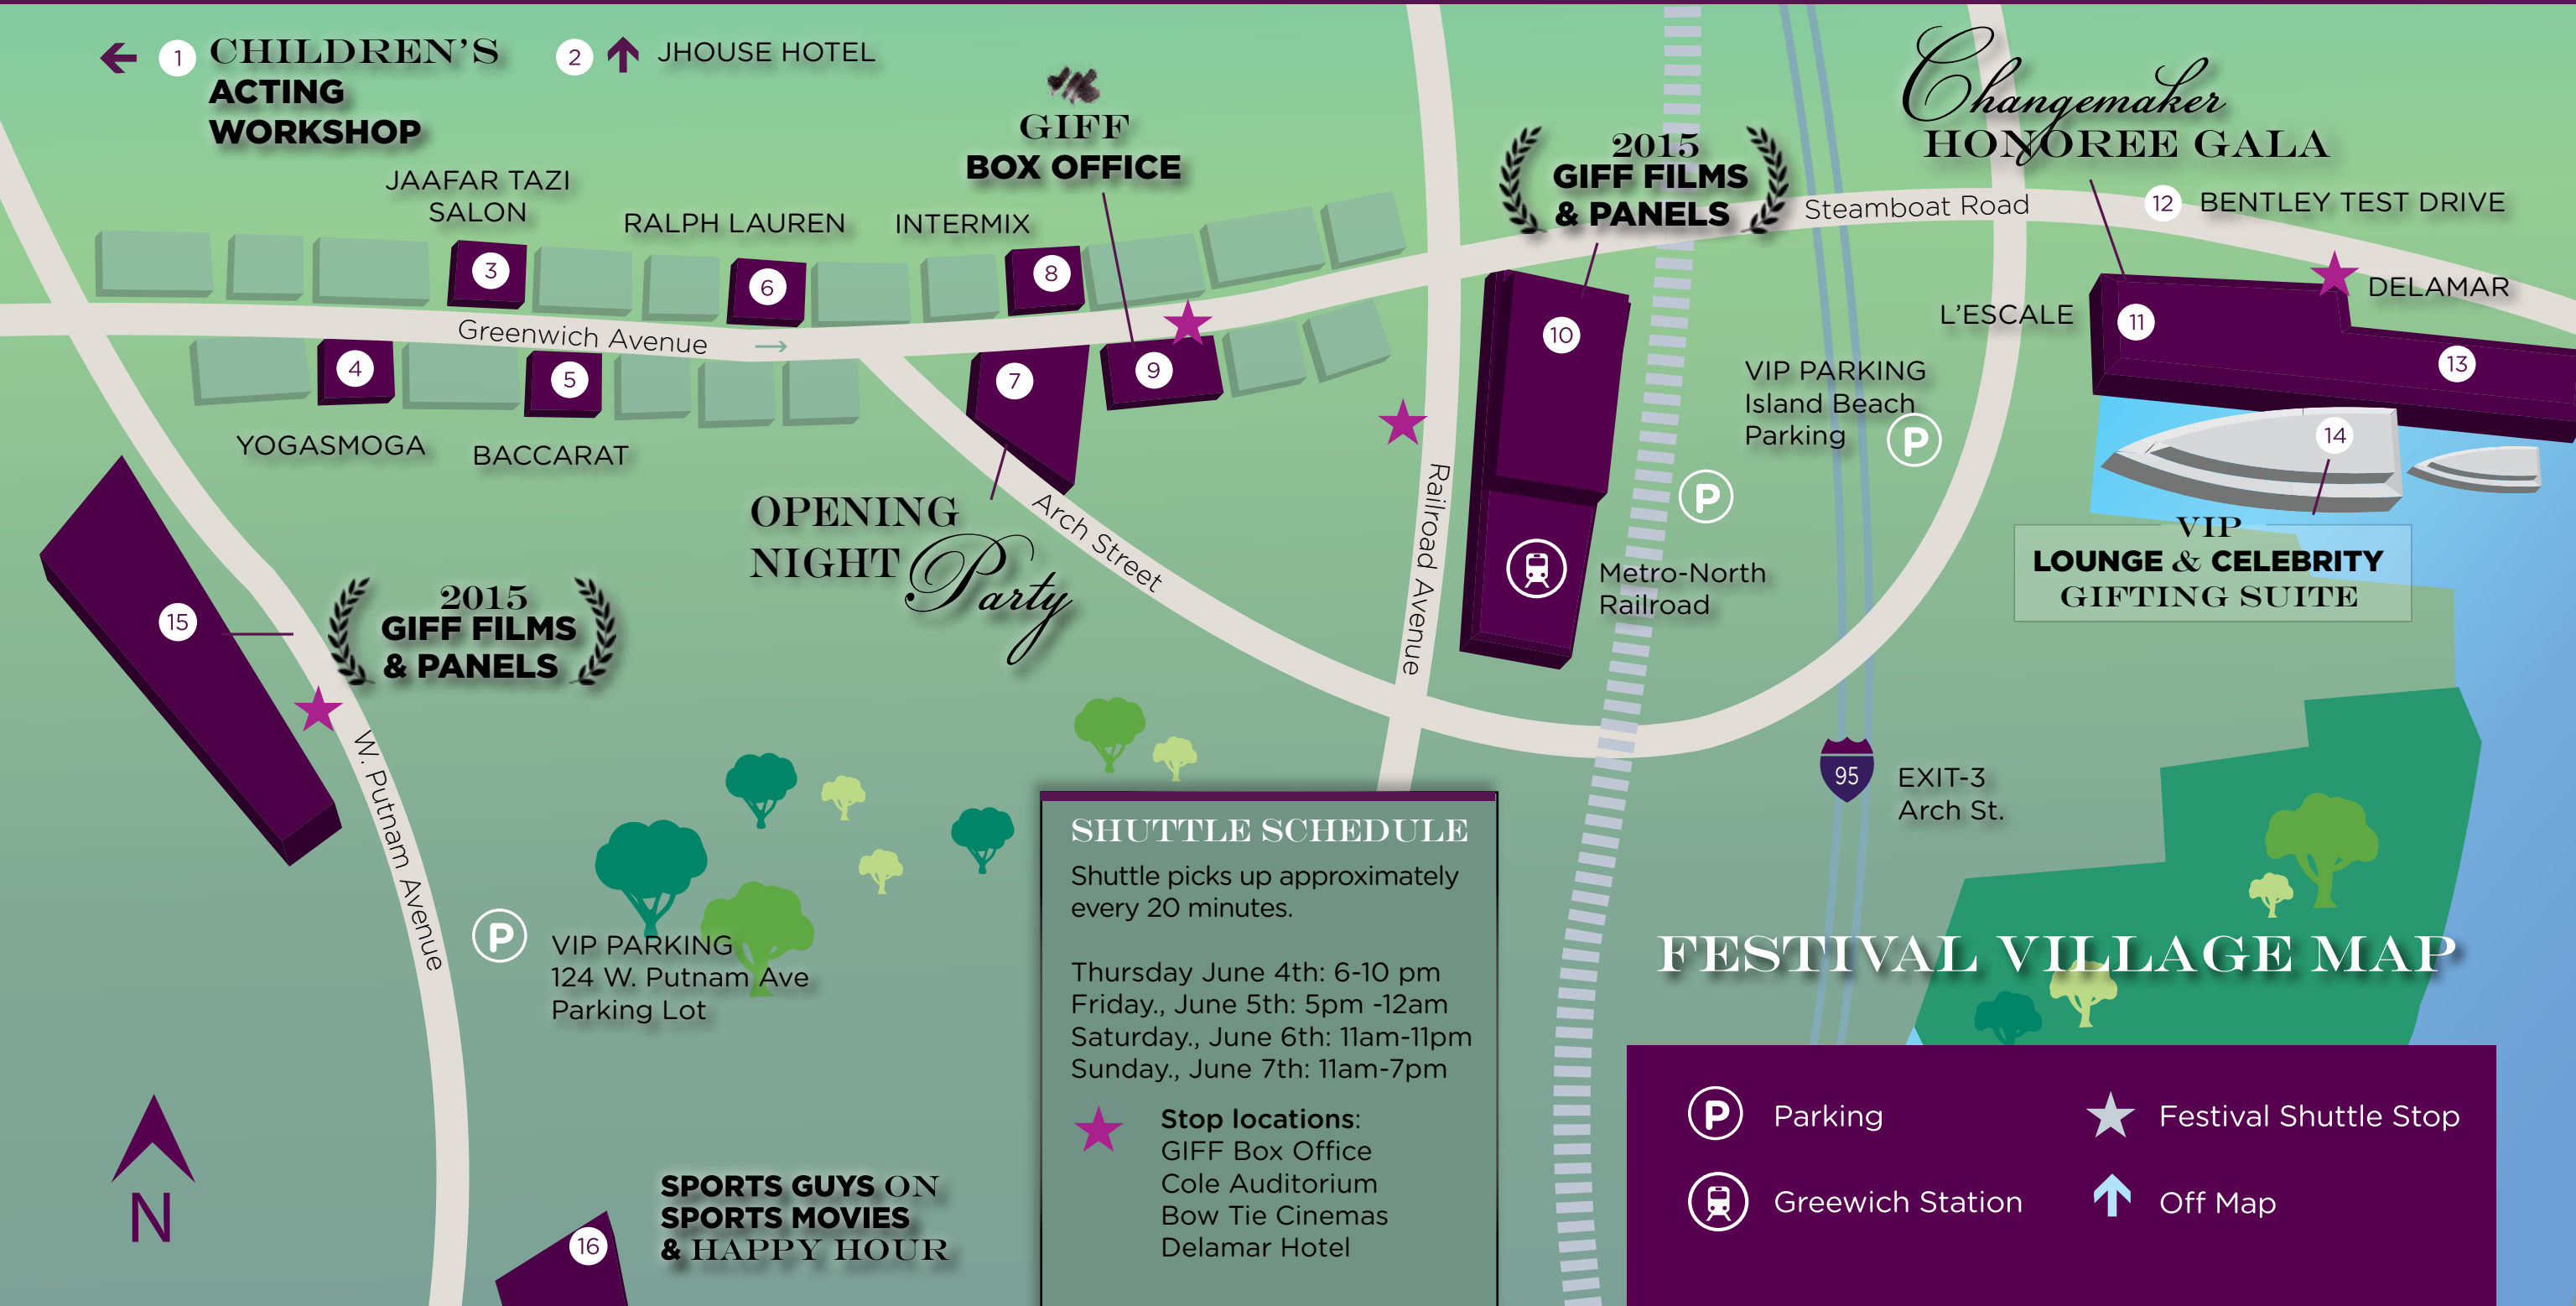 1 CHILDREN'S
ACTING
WORKSHOP
2 JHOUSE HOTEL
GIFF
BOX OFFICE
2015
GIFF FILMS
& PANELS
Changemaker
HONOREE GALA
JAAFAR TAZI
SALON
RALPH LAUREN
INTERMIX
Steamboat Road
12 BENTLEY TEST DRIVE
3
6
8
DELAMAR
L'ESCALE
11
13
Greenwich Avenue
4
5
7
9
10
VIP PARKING
Island Beach
Parking
P
14
YOGASMOGA
BACCARAT
OPENING
NIGHT Party
Arch Street
Railroad Avenue
P
Metro-North
Railroad
VIP
LOUNGE & CELEBRITY
GIFTING SUITE
15
2015
GIFF FILMS
& PANELS
W. Putnam Avenue
95
EXIT-3
Arch St.
P
VIP PARKING
124 W. Putnam Ave
Parking Lot
SHUTTLE SCHEDULE
Shuttle picks up approximately
every 20 minutes.
Thursday June 4th: 6-10 pm
Friday., June 5th: 5pm -12am
Saturday., June 6th: 11am-11pm
Sunday., June 7th: 11am-7pm
Stop locations:
GIFF Box Office
Cole Auditorium
Bow Tie Cinemas
Delamar Hotel
FESTIVAL VILLAGE MAP
P Parking
Festival Shuttle Stop
Greewich Station
Off Map
N
16
SPORTS GUYS ON
SPORTS MOVIES
& HAPPY HOUR